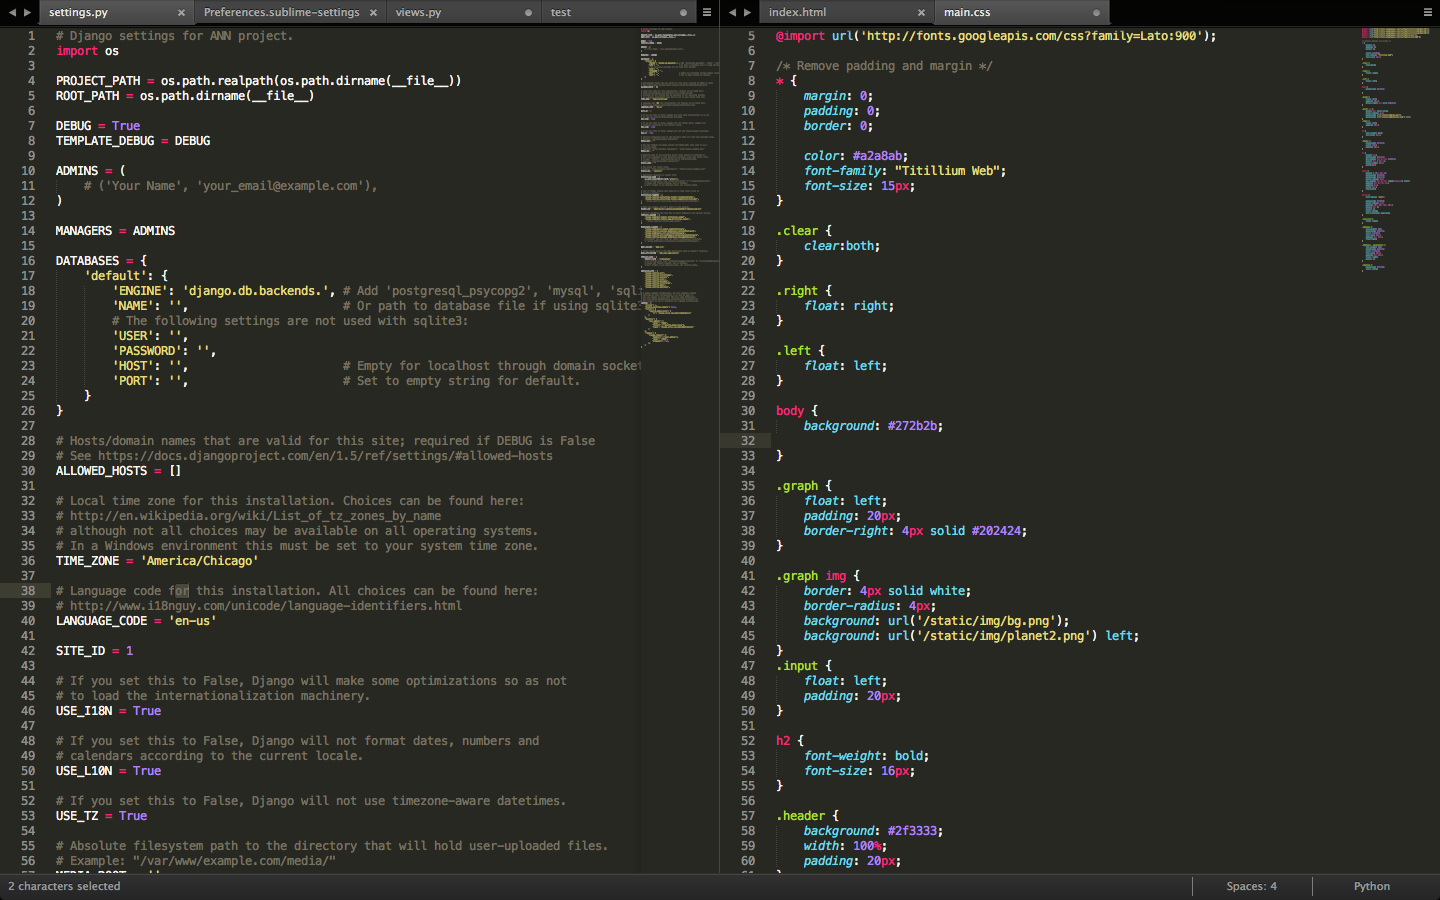 settings.py
Preferences.sublime-settings
views.py
test
index.html
main.css
1 # Django settings for ANN project.
2 import os
3
4 PROJECT_PATH = os.path.realpath(os.path.dirname(__file__))
5 ROOT_PATH = os.path.dirname(__file__)
6
7 DEBUG = True
8 TEMPLATE_DEBUG = DEBUG
9
10 ADMINS = (
11 # ('Your Name', 'your_email@example.com'),
12 )
13
14 MANAGERS = ADMINS
15
16 DATABASES = {
17 'default': {
18 'ENGINE': 'django.db.backends.', # Add 'postgresql_psycopg2', 'mysql', 'sql
19 'NAME': '', # Or path to database file if using sqlite
20 # The following settings are not used with sqlite3:
21 'USER': '',
22 'PASSWORD': '',
23 'HOST': '', # Empty for localhost through domain socket
24 'PORT': '', # Set to empty string for default.
25 }
26 }
27
28 # Hosts/domain names that are valid for this site; required if DEBUG is False
29 # See https://docs.djangoproject.com/en/1.5/ref/settings/#allowed-hosts
30 ALLOWED_HOSTS = []
31
32 # Local time zone for this installation. Choices can be found here:
33 # http://en.wikipedia.org/wiki/List_of_tz_zones_by_name
34 # although not all choices may be available on all operating systems.
35 # In a Windows environment this must be set to your system time zone.
36 TIME_ZONE = 'America/Chicago'
37
38 # Language code for this installation. All choices can be found here:
39 # http://www.i18nguy.com/unicode/language-identifiers.html
40 LANGUAGE_CODE = 'en-us'
41
42 SITE_ID = 1
43
44 # If you set this to False, Django will make some optimizations so as not
45 # to load the internationalization machinery.
46 USE_I18N = True
47
48 # If you set this to False, Django will not format dates, numbers and
49 # calendars according to the current locale.
50 USE_L10N = True
51
52 # If you set this to False, Django will not use timezone-aware datetimes.
53 USE_TZ = True
54
55 # Absolute filesystem path to the directory that will hold user-uploaded files.
56 # Example: "/var/www/example.com/media/"
5 @import url('http://fonts.googleapis.com/css?family=Lato:900');
6
7 /* Remove padding and margin */
8 * {
9 margin: 0;
10 padding: 0;
11 border: 0;
12
13 color: #a2a8ab;
14 font-family: "Titillium Web";
15 font-size: 15px;
16 }
17
18 .clear {
19 clear:both;
20 }
21
22 .right {
23 float: right;
24 }
25
26 .left {
27 float: left;
28 }
29
30 body {
31 background: #272b2b;
32
33 }
34
35 .graph {
36 float: left;
37 padding: 20px;
38 border-right: 4px solid #202424;
39 }
40
41 .graph img {
42 border: 4px solid white;
43 border-radius: 4px;
44 background: url('/static/img/bg.png');
45 background: url('/static/img/planet2.png') left;
46 }
47 .input {
48 float: left;
49 padding: 20px;
50 }
51
52 h2 {
53 font-weight: bold;
54 font-size: 16px;
55 }
56
57 .header {
58 background: #2f3333;
59 width: 100%;
60 padding: 20px;
2 characters selected
Spaces: 4
Python